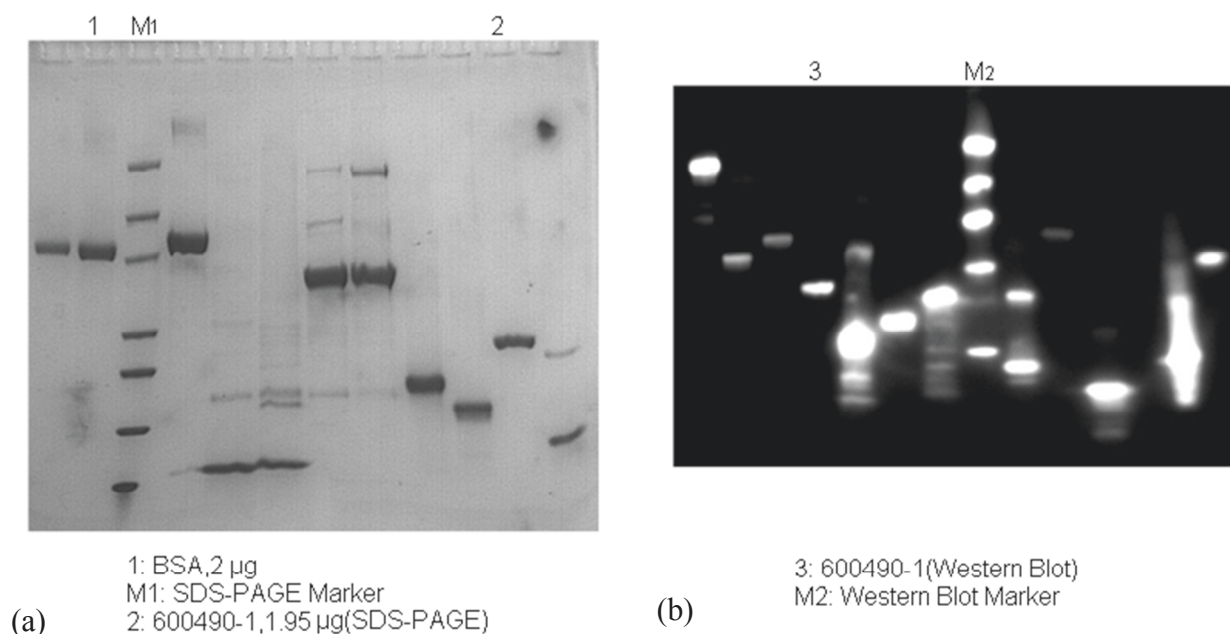 1 M1 2
3 M2
1: BSA,2 µg
M1: SDS-PAGE Marker
(a) 2: 600490-1,1.95 µg(SDS-PAGE)
3: 600490-1(Western Blot)
(b) M2: Western Blot Marker